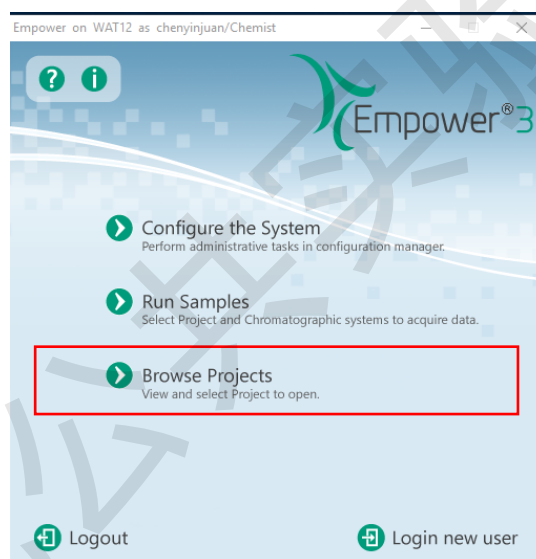 Empower on WAT12 as chenyinjuan/Chemist
? i
Empower®3
Configure the System
Perform administrative tasks in configuration manager.
Run Samples
Select Project and Chromatographic systems to acquire data.
Browse Projects
View and select Project to open.
Logout
Login new user